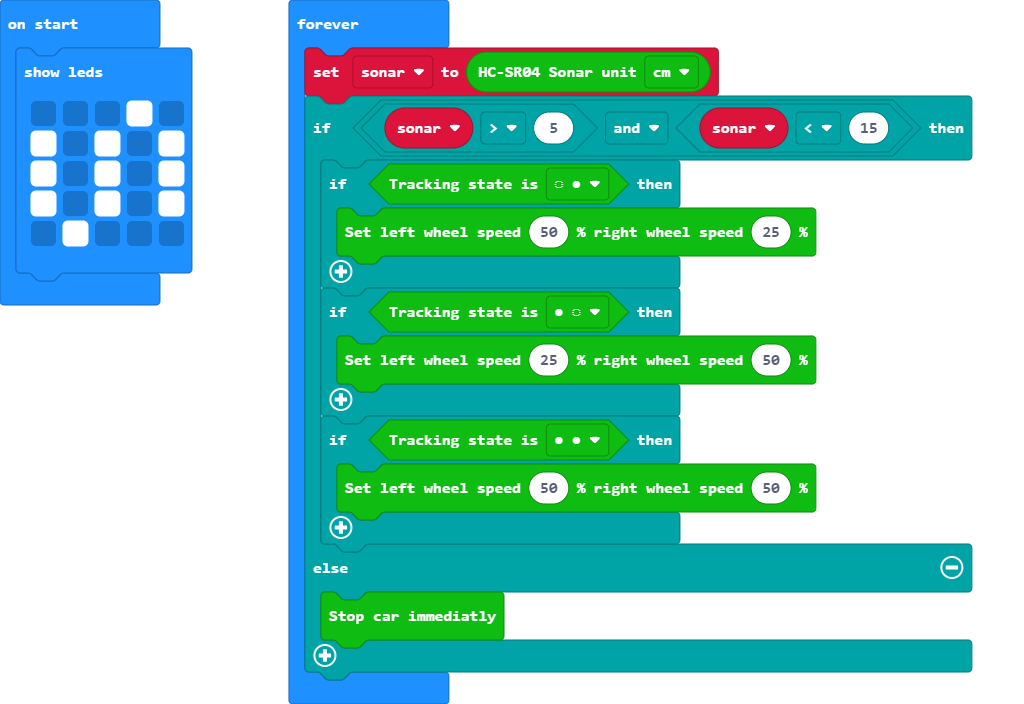 on start
show leds
forever
set sonar to HC-SR04 Sonar unit cm
if sonar > 5 and sonar < 15 then
if Tracking state is ◌ ● then
Set left wheel speed 50 % right wheel speed 25 %
if Tracking state is ● ◌ then
Set left wheel speed 25 % right wheel speed 50 %
if Tracking state is ● ● then
Set left wheel speed 50 % right wheel speed 50 %
else
Stop car immediatly